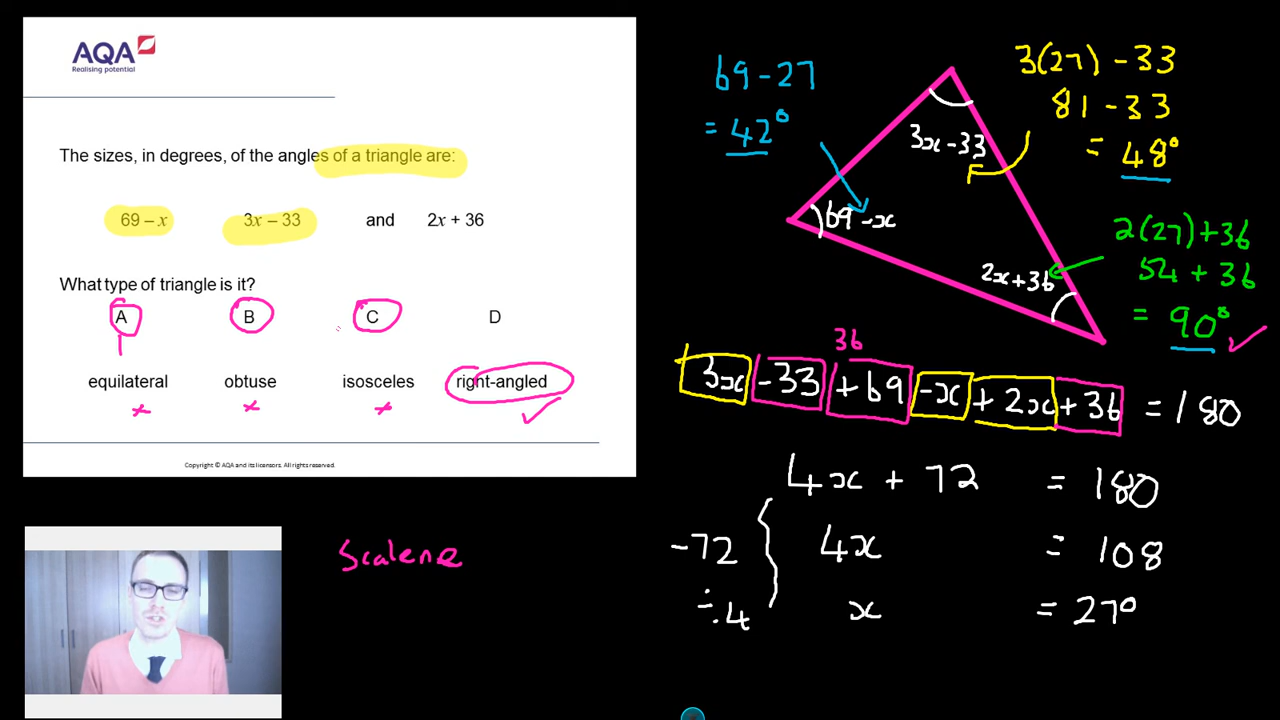 AQA
Realising potential
The sizes, in degrees, of the angles of a triangle are:
69 – x 3x – 33 and 2x + 36
What type of triangle is it?
A B C D
equilateral obtuse isosceles right-angled
Copyright © AQA and its licensors. All rights reserved.
Scalene
69 - 27
= 42°
3(27) - 33
81 - 33
= 48°
3x - 33
69 - x
2x + 36
2(27) + 36
54 + 36
= 90°
36
3x - 33 + 69 - x + 2x + 36 = 180
4x + 72 = 180
-72 4x = 108
÷4 x = 27°